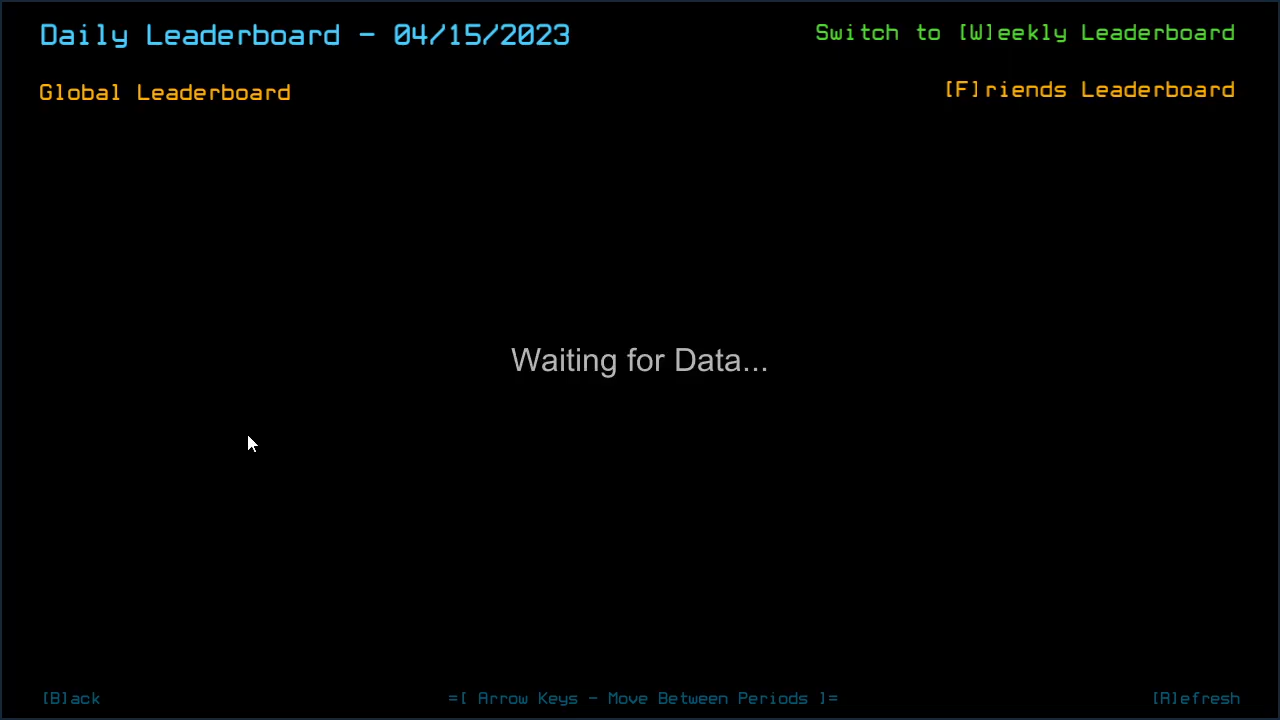 Daily Leaderboard - 04/15/2023
Switch to [W]eekly Leaderboard
Global Leaderboard
[F]riends Leaderboard
Waiting for Data...
[B]ack
=[ Arrow Keys - Move Between Periods ]=
[R]efresh